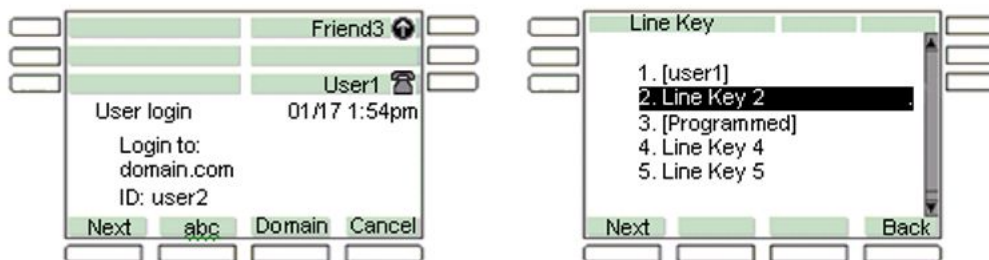 Friend3
User1
User login 01/17 1:54pm
Login to:
domain.com
ID: user2
Next abc Domain Cancel
Line Key
1. [user1]
2. Line Key 2 .
3. [Programmed]
4. Line Key 4
5. Line Key 5
Next Back